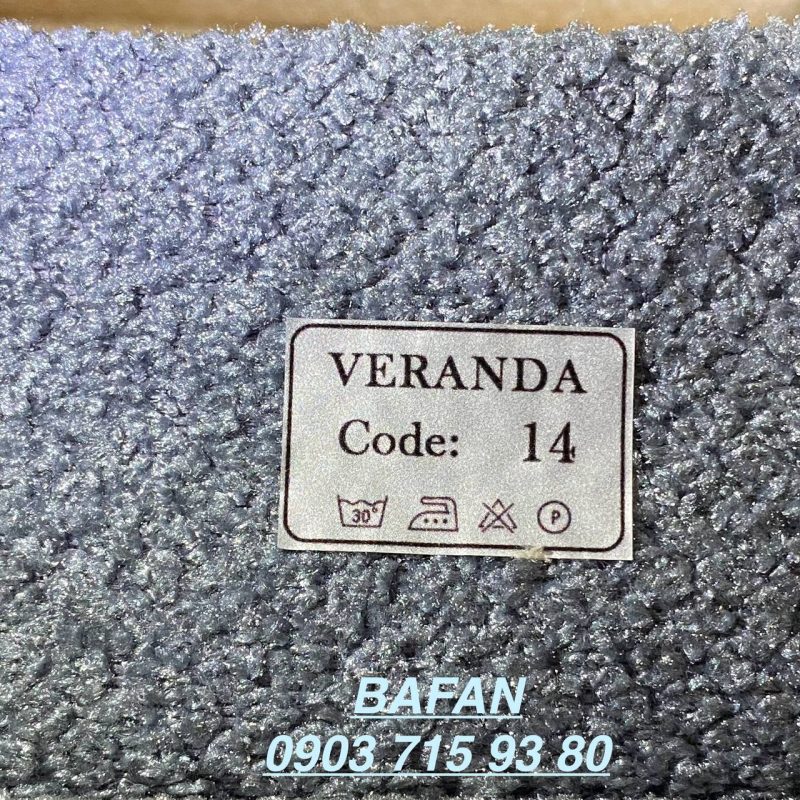 VERANDA
Code: 14
30°
P
BAFAN
0903 715 93 80